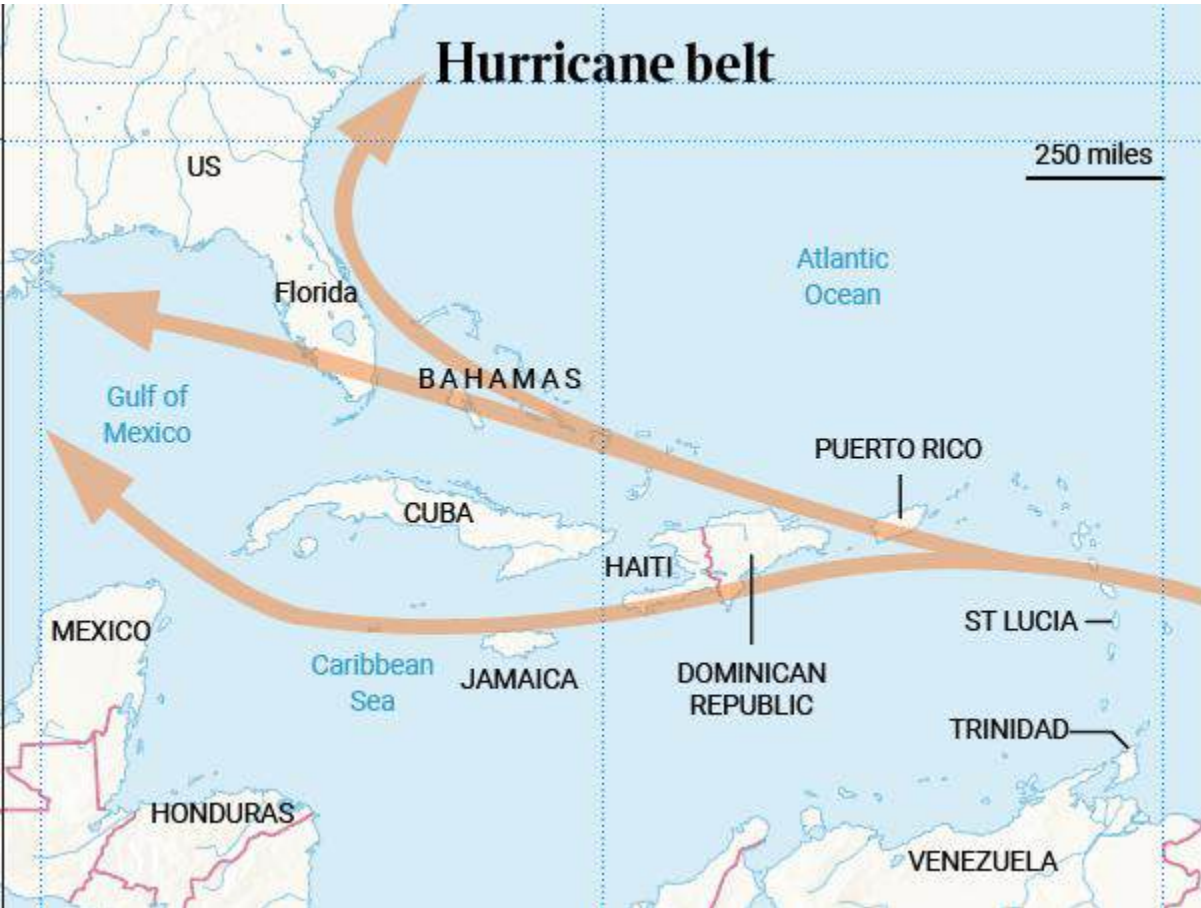 Hurricane belt
250 miles
US
Atlantic
Ocean
Florida
BAHAMAS
Gulf of
Mexico
PUERTO RICO
CUBA
HAITI
ST LUCIA
MEXICO
Caribbean
Sea
JAMAICA
DOMINICAN
REPUBLIC
TRINIDAD
HONDURAS
VENEZUELA